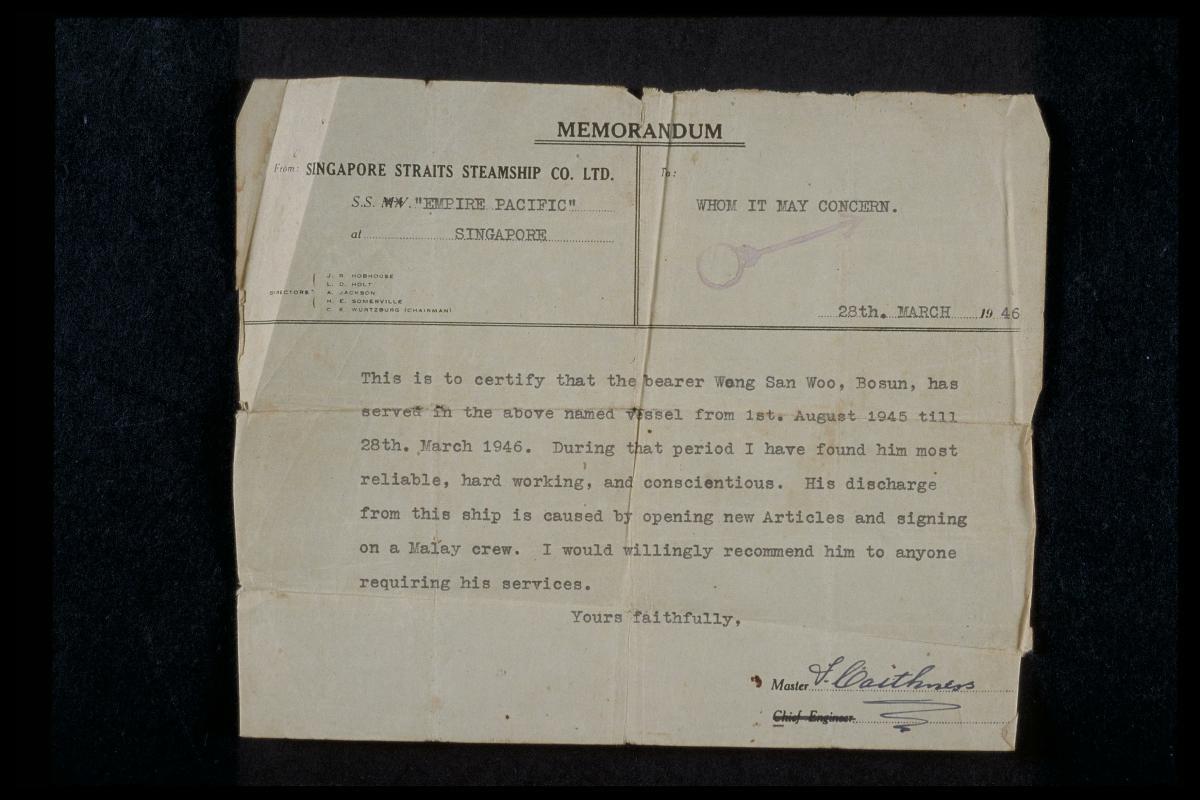 MEMORANDUM
From: SINGAPORE STRAITS STEAMSHIP CO. LTD.
S.S. M.V. "EMPIRE PACIFIC"
at SINGAPORE
DIRECTORS:
J. R. HOBHOUSE
L. D. HOLT
A. JACKSON
H. E. SOMERVILLE
C. E. WURTZBURG (CHAIRMAN)
To:
WHOM IT MAY CONCERN.
28th. MARCH 1946
This is to certify that the bearer Wong San Woo, Bosun, has
served in the above named vessel from 1st. August 1945 till
28th. March 1946. During that period I have found him most
reliable, hard working, and conscientious. His discharge
from this ship is caused by opening new Articles and signing
on a Malay crew. I would willingly recommend him to anyone
requiring his services.
Yours faithfully,
Master J. Caithness
Chief Engineer.